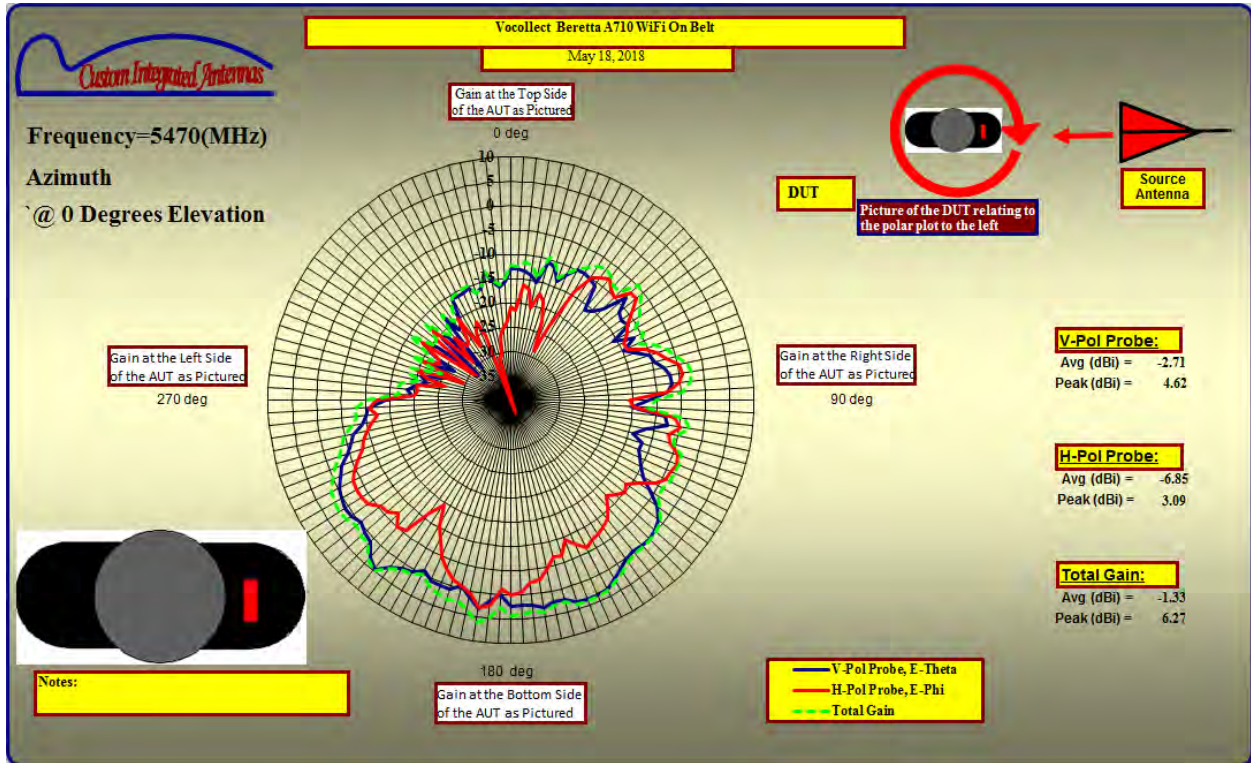 Vocollect Beretta A710 WiFi On Belt
May 18, 2018
Custom Integrated Antennas
Frequency=5470(MHz)
Azimuth
`@ 0 Degrees Elevation
Gain at the Top Side
of the AUT as Pictured
0 deg
10
5
0
-5
-10
-15
-20
-25
-30
-35
DUT
Picture of the DUT relating to
the polar plot to the left
Source
Antenna
Gain at the Left Side
of the AUT as Pictured
270 deg
Gain at the Right Side
of the AUT as Pictured
90 deg
V-Pol Probe:
Avg (dBi) = -2.71
Peak (dBi) = 4.62
H-Pol Probe:
Avg (dBi) = -6.85
Peak (dBi) = 3.09
Total Gain:
Avg (dBi) = -1.33
Peak (dBi) = 6.27
180 deg
Gain at the Bottom Side
of the AUT as Pictured
Notes:
V-Pol Probe, E-Theta
H-Pol Probe, E-Phi
Total Gain